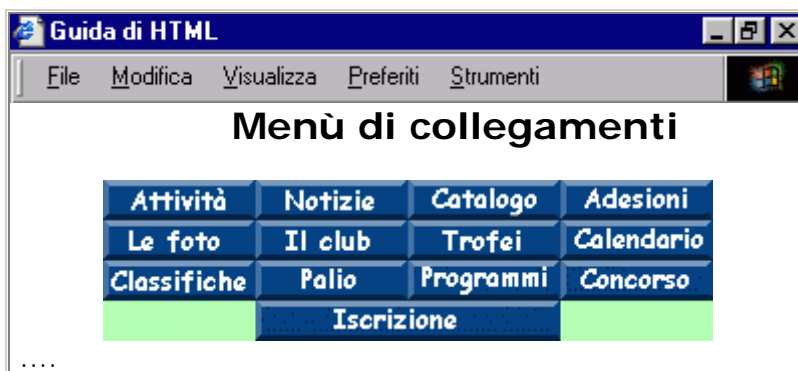 Guida di HTML
File Modifica Visualizza Preferiti Strumenti
Menù di collegamenti
Attività Notizie Catalogo Adesioni
Le foto Il club Trofei Calendario
Classifiche Palio Programmi Concorso
Iscrizione
....